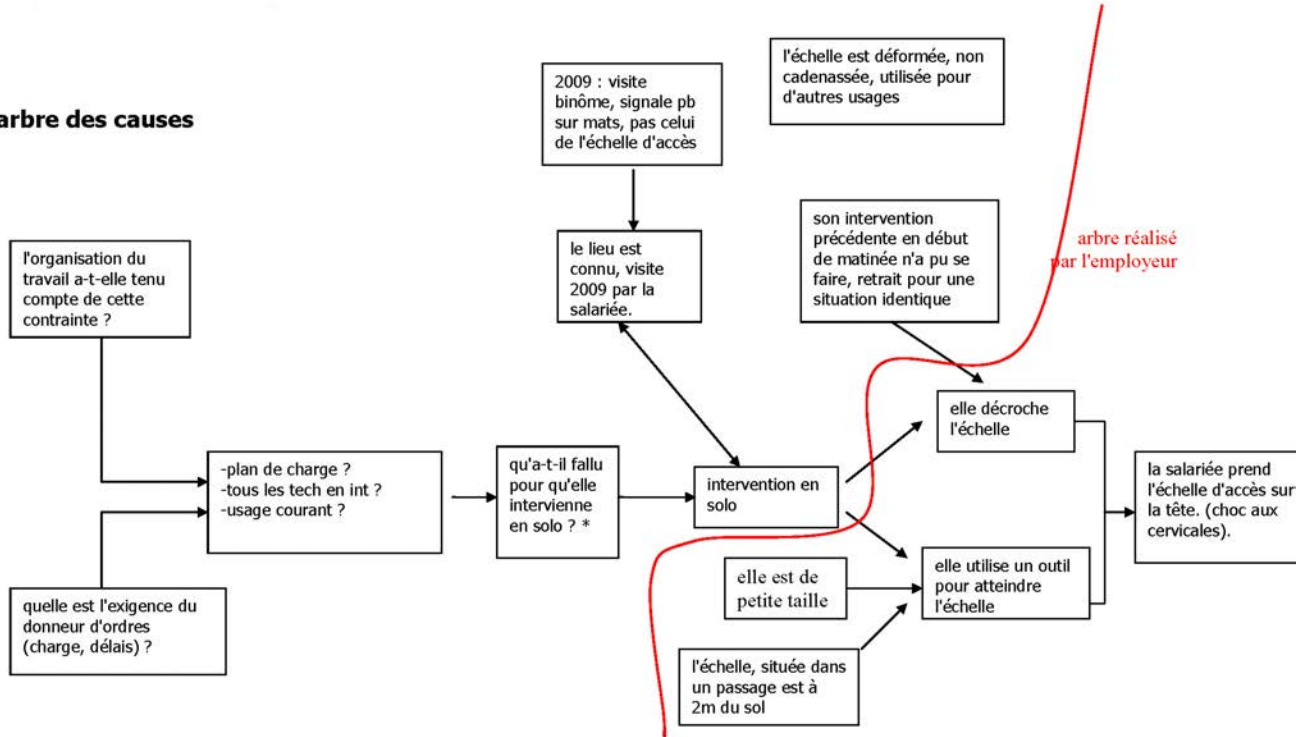 arbre des causes
2009 : visite
binôme, signale pb
sur mats, pas celui
de l'échelle d'accès
l'échelle est déformée, non
cadenassée, utilisée pour
d'autres usages
l'organisation du
travail a-t-elle tenu
compte de cette
contrainte ?
le lieu est
connu, visite
2009 par la
salariée.
son intervention
précédente en début
de matinée n'a pu se
faire, retrait pour une
situation identique
arbre réalisé
par l'employeur
-plan de charge ?
-tous les tech en int ?
-usage courant ?
qu'a-t-il fallu
pour qu'elle
intervienne
en solo ? *
intervention en
solo
elle décroche
l'échelle
la salariée prend
l'échelle d'accès sur
la tête. (choc aux
cervicales).
quelle est l'exigence du
donneur d'ordres
(charge, délais) ?
elle est de
petite taille
elle utilise un outil
pour atteindre
l'échelle
l'échelle, située dans
un passage est à
2m du sol